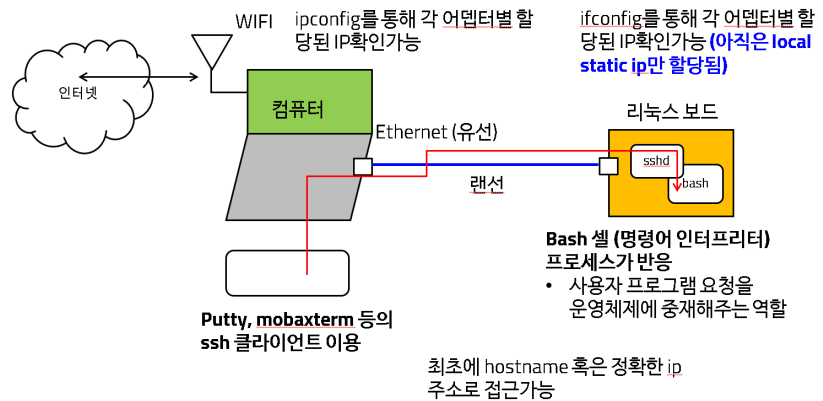 WIFI
ipconfig를 통해 각 어뎁터별 할
당된 IP확인가능
ifconfig를 통해 각 어뎁터별 할
당된 IP확인가능 (아직은 local
static ip만 할당됨)
인터넷
컴퓨터
Ethernet (유선)
리눅스 보드
sshd
bash
랜선
Bash 셸 (명령어 인터프리터)
프로세스가 반응
• 사용자 프로그램 요청을
운영체제에 중재해주는 역할
Putty, mobaxterm 등의
ssh 클라이언트 이용
최초에 hostname 혹은 정확한 ip
주소로 접근가능